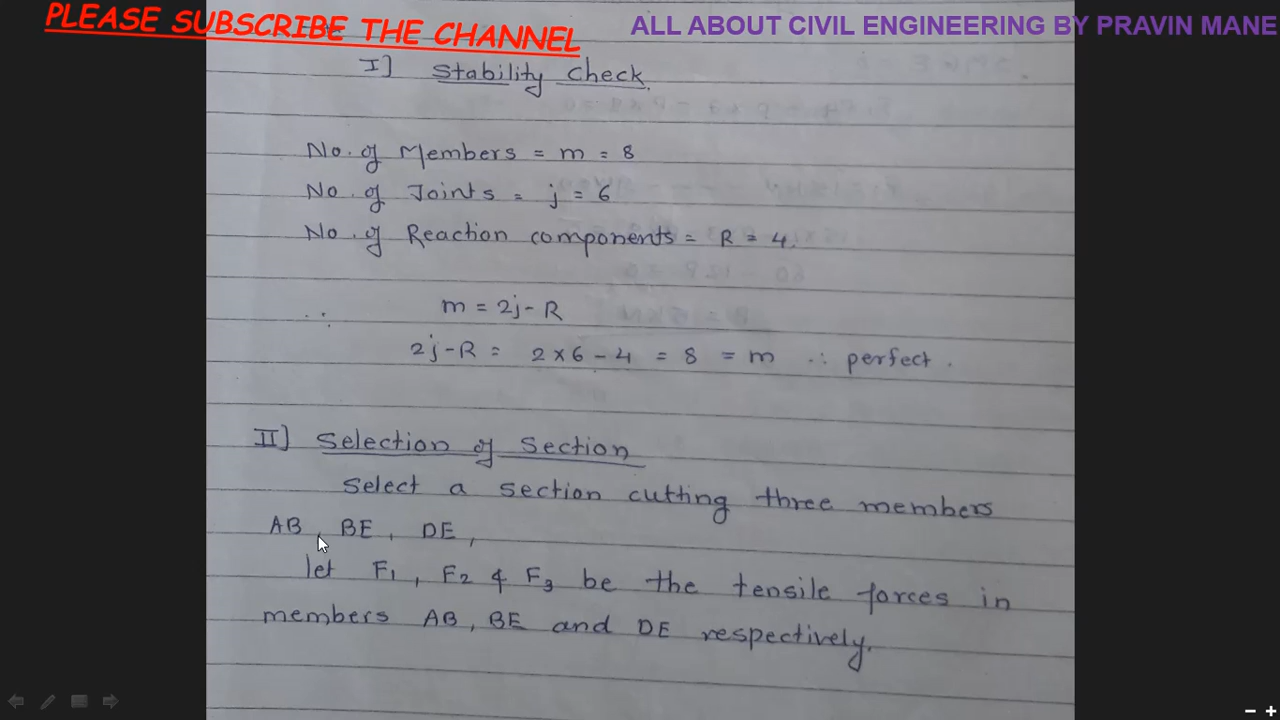 PLEASE SUBSCRIBE THE CHANNEL
ALL ABOUT CIVIL ENGINEERING BY PRAVIN MANE
I] Stability Check.
No. of Members = m = 8
No. of Joints = j = 6
No. of Reaction components = R = 4.
∴ m = 2j - R
2j - R = 2 × 6 - 4 = 8 = m ∴ perfect.
II] Selection of Section
Select a section cutting three members
AB, BE, DE,
let F1, F2 & F3 be the tensile forces in
members AB, BE and DE respectively.